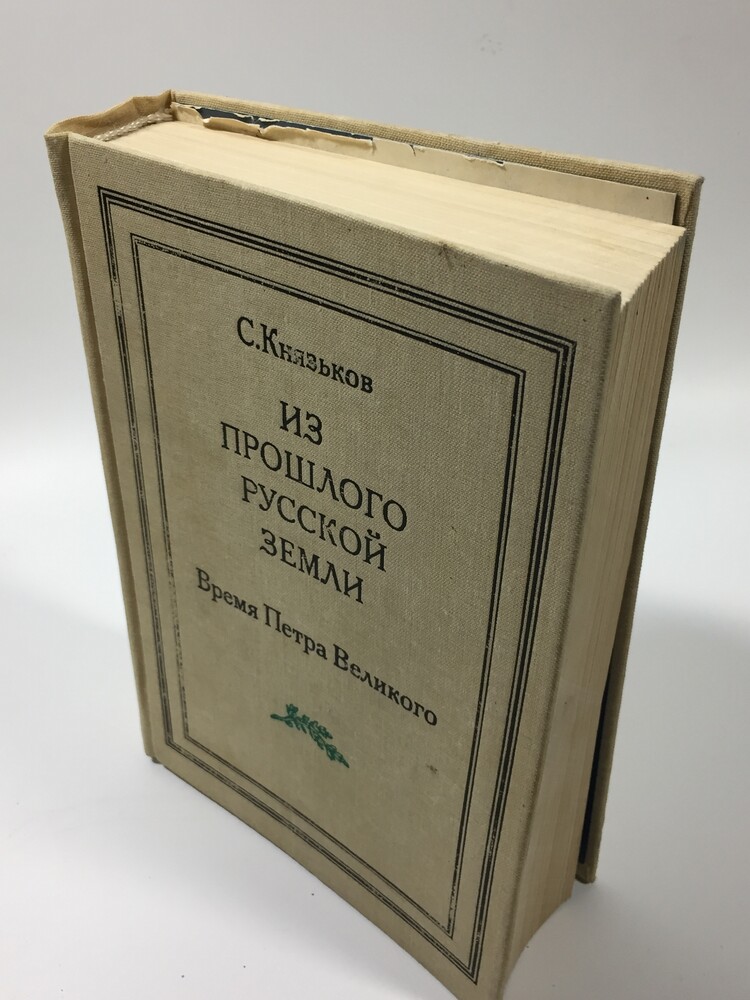 С.Князьков
ИЗ
ПРОШЛОГО
РУССКОЙ
ЗЕМЛИ
Время Петра Великого